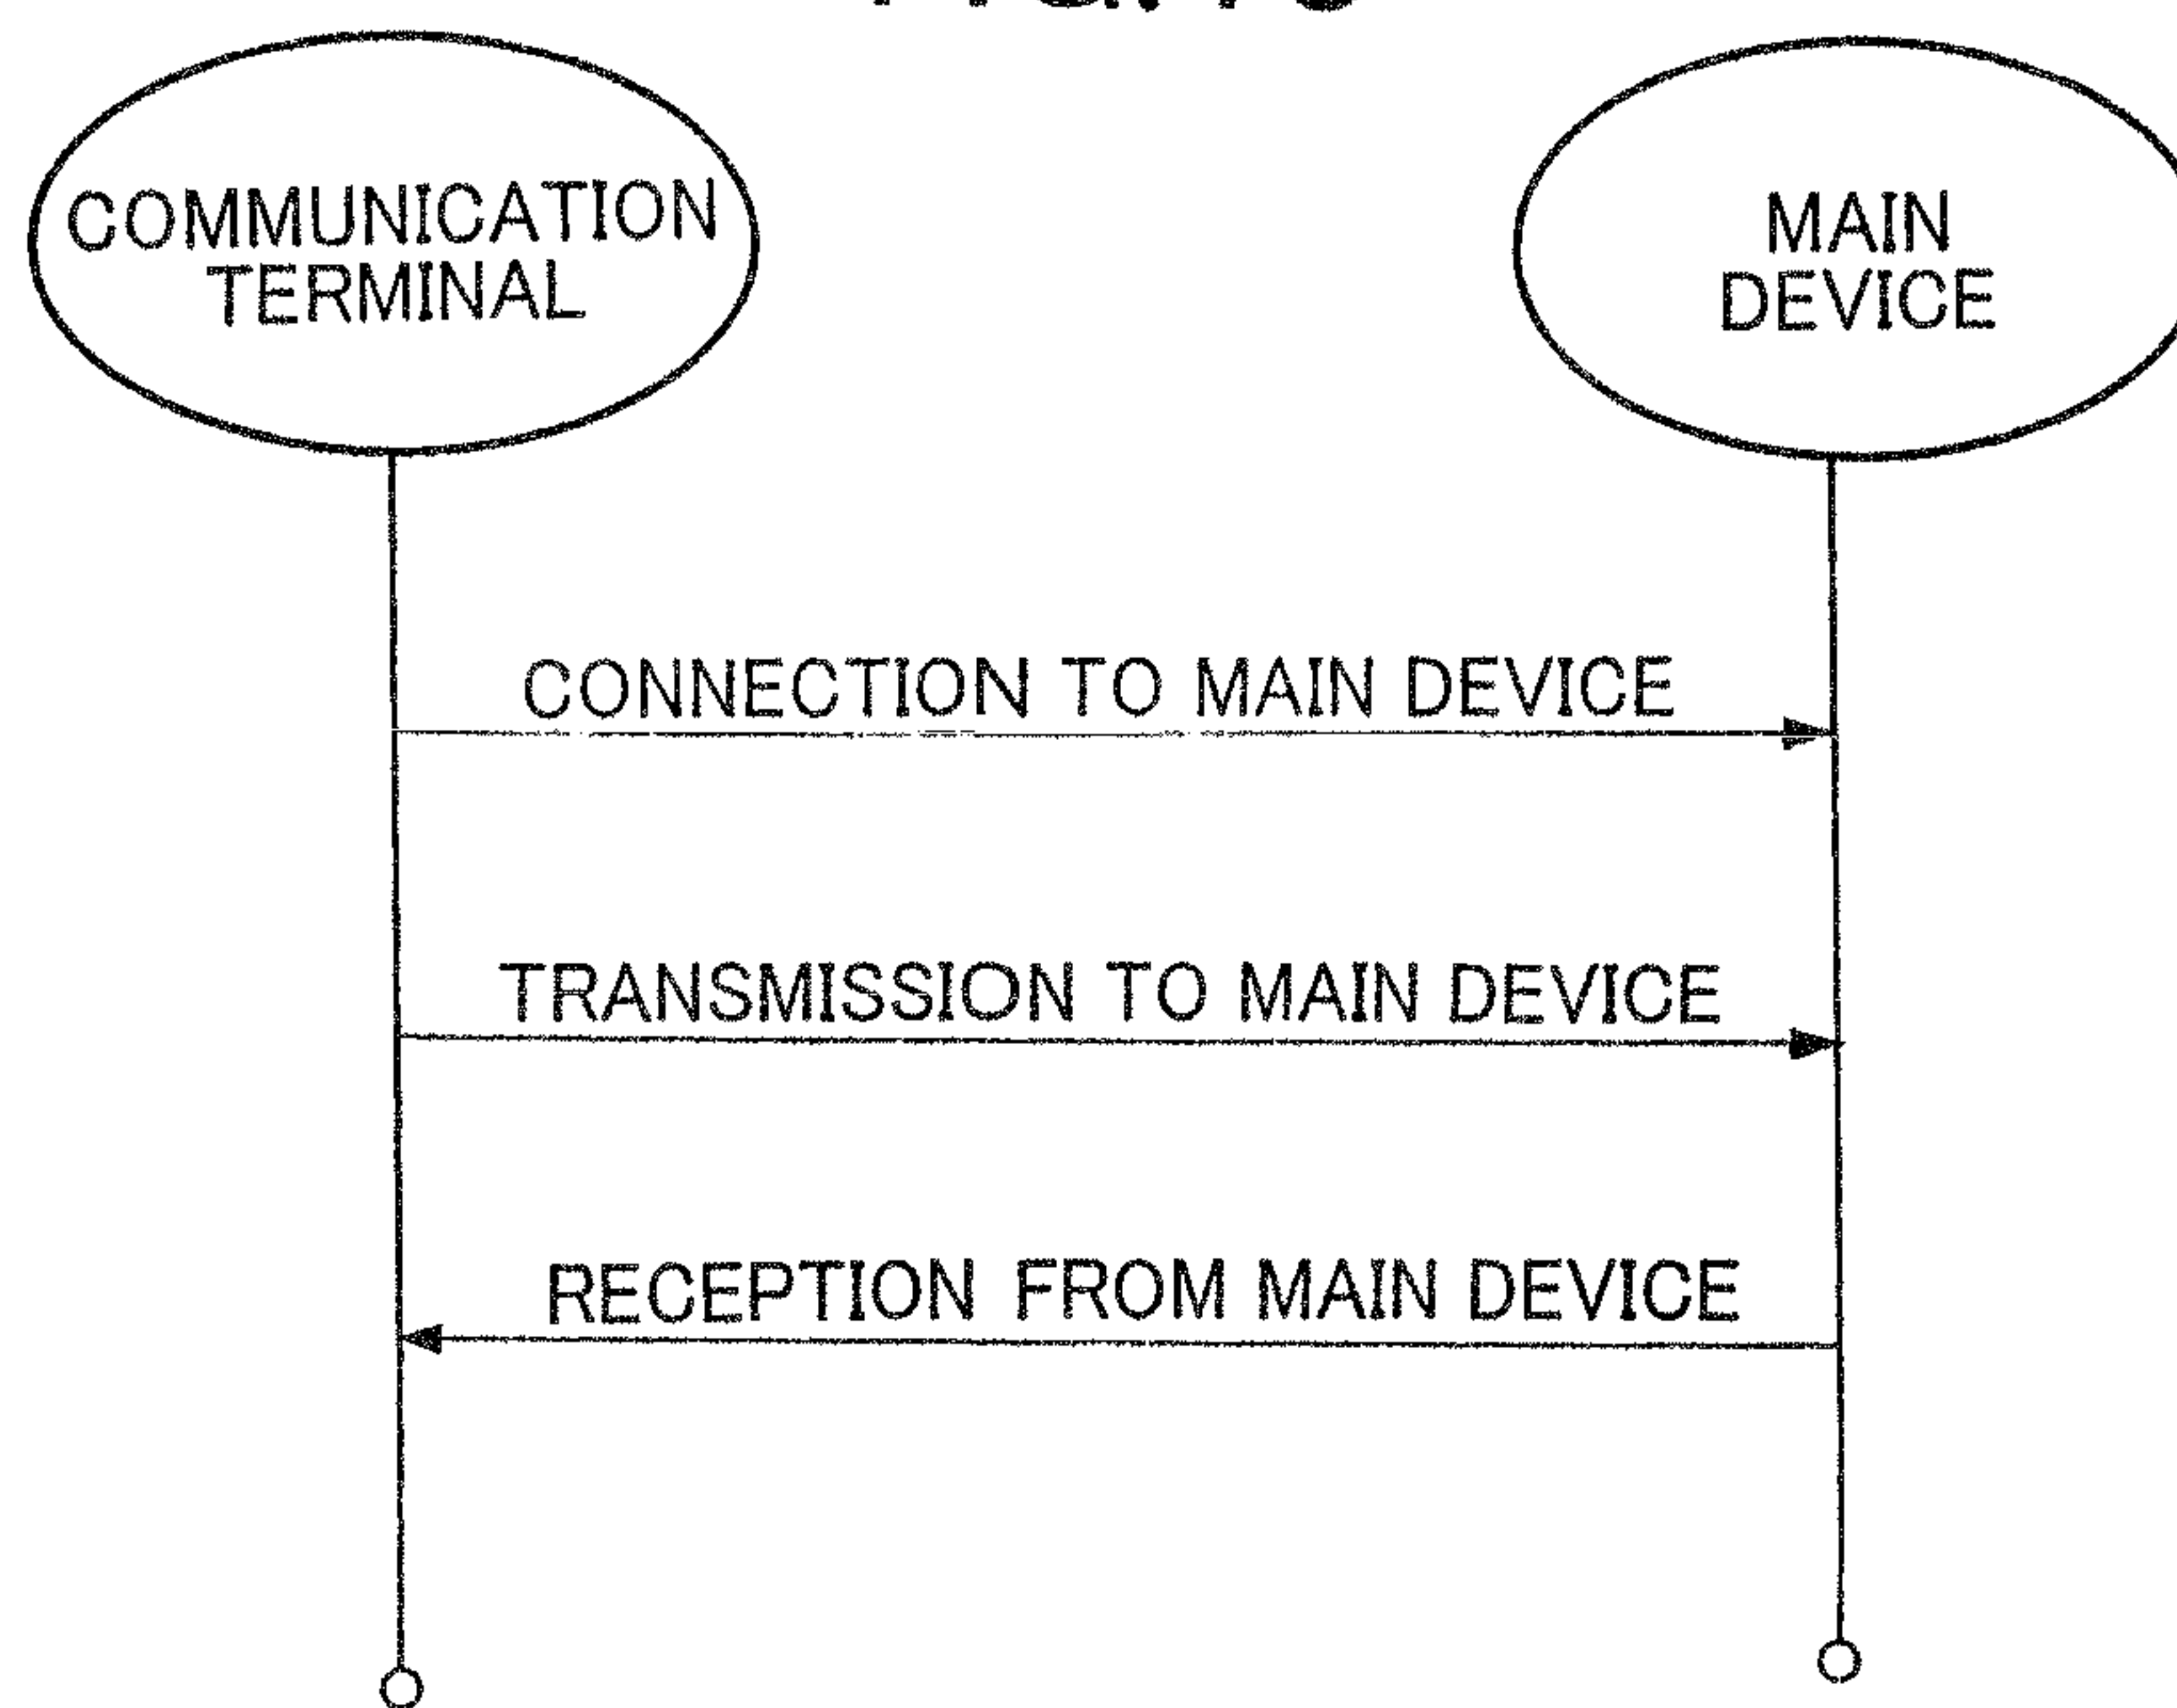 COMMUNICATION
TERMINAL
MAIN
DEVICE
CONNECTION TO MAIN DEVICE
TRANSMISSION TO MAIN DEVICE
RECEPTION FROM MAIN DEVICE